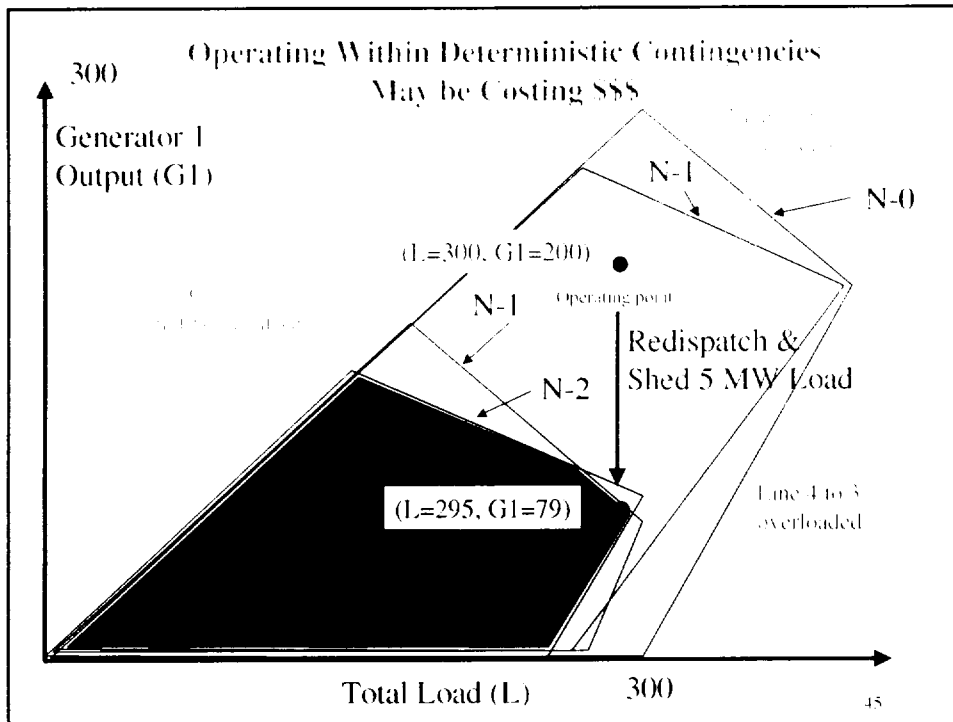 Operating Within Deterministic Contingencies
May be Costing $$$
300
Generator 1
Output (G1)
N-1
N-0
(L=300, G1=200)
Operating point
N-1
Redispatch &
Shed 5 MW Load
N-2
(L=295, G1=79)
Line 4 to 3
overloaded
Total Load (L)
300
45